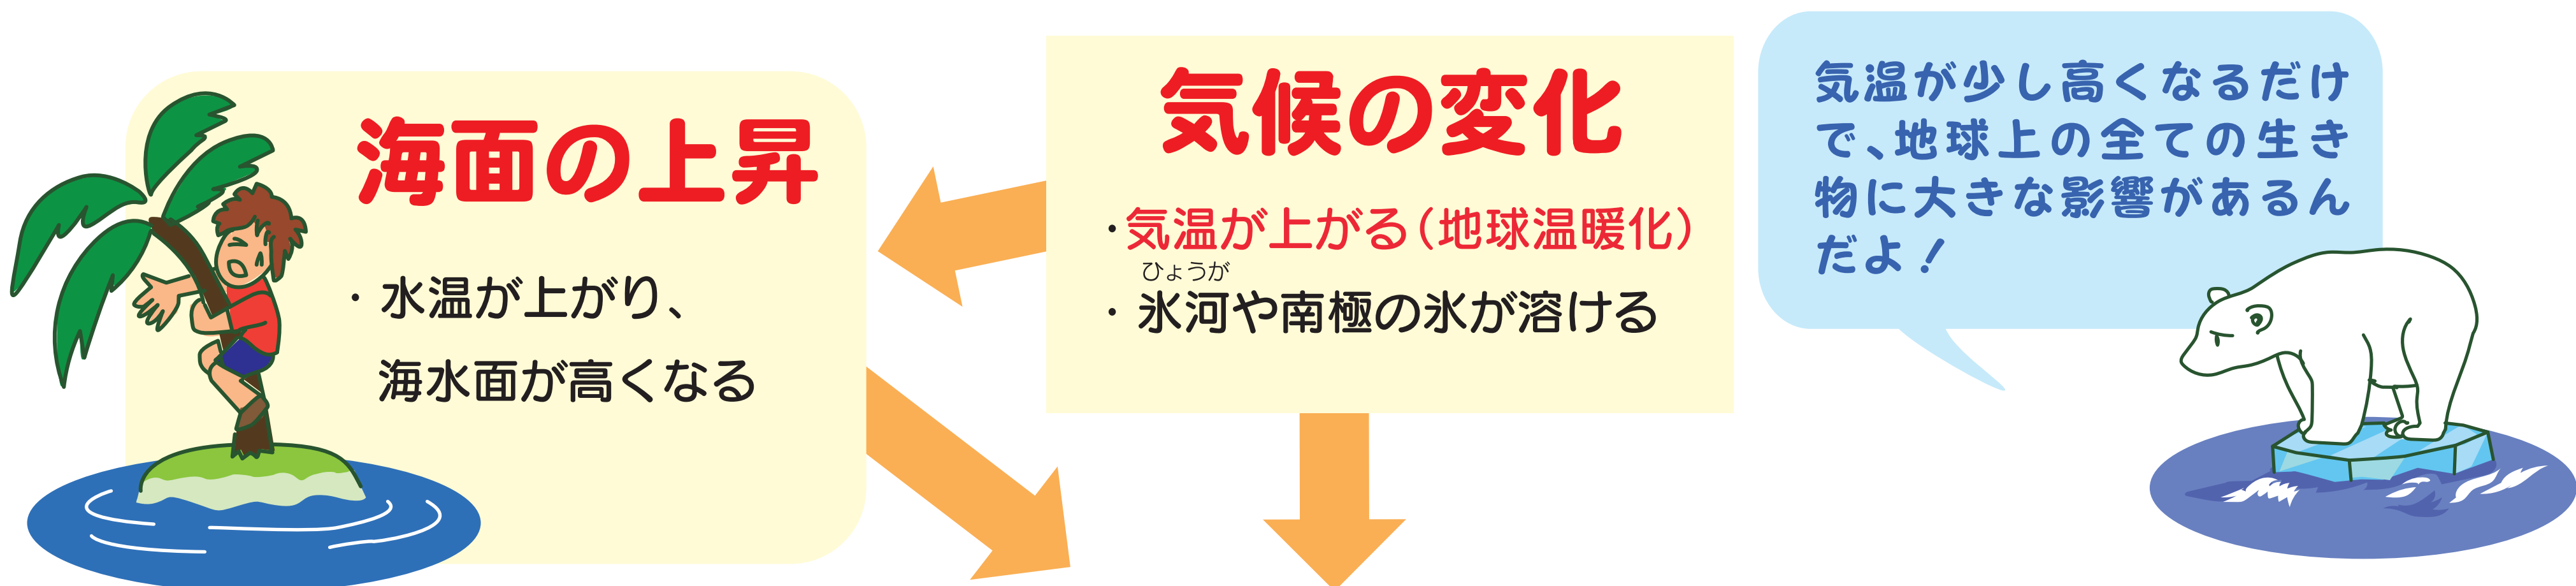 海面の上昇
・水温が上がり、
海水面が高くなる
気候の変化
・気温が上がる（地球温暖化）
ひょうが
・氷河や南極の氷が溶ける
気温が少し高くなるだけ
で、地球上の全ての生き
物に大きな影響があるん
だよ！